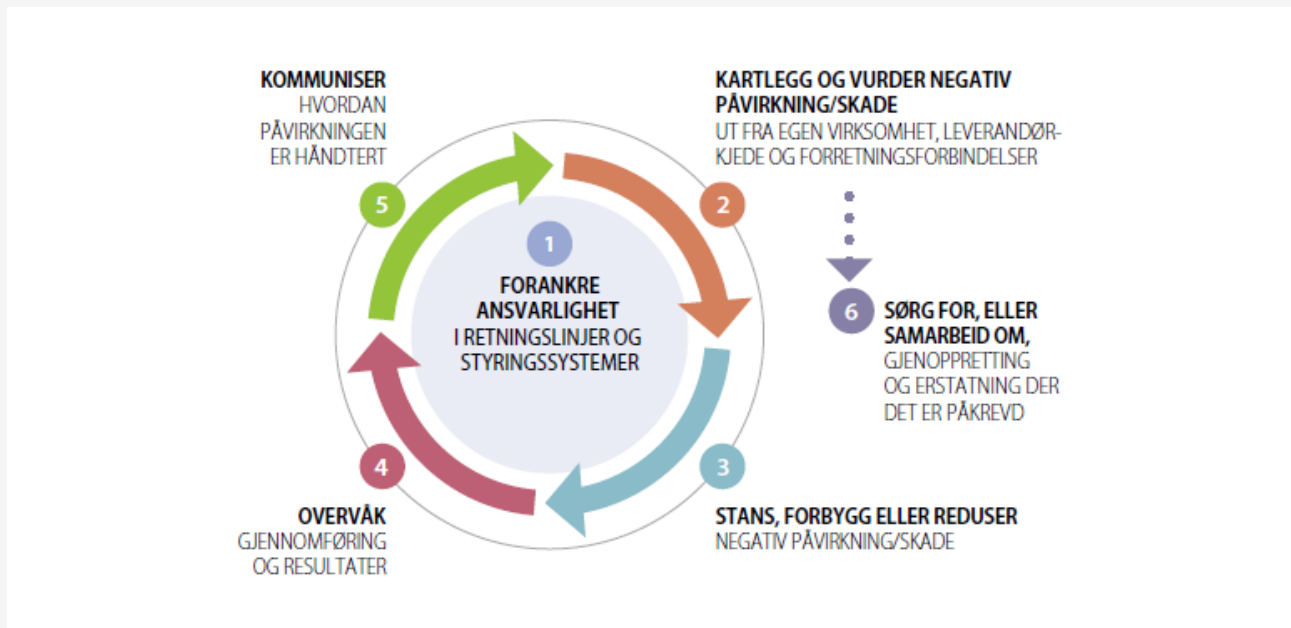 1
FORANKRE
ANSVARLIGHET
I RETNINGSLINJER OG
STYRINGSSYSTEMER
2
KARTLEGG OG VURDER NEGATIV
PÅVIRKNING/SKADE
UT FRA EGEN VIRKSOMHET, LEVERANDØR-
KJEDE OG FORRETNINGSFORBINDELSER
3
STANS, FORBYGG ELLER REDUSER
NEGATIV PÅVIRKNING/SKADE
4
OVERVÅK
GJENNOMFØRING
OG RESULTATER
5
KOMMUNISER
HVORDAN
PÅVIRKNINGEN
ER HÅNDTERT
6
SØRG FOR, ELLER
SAMARBEID OM,
GJENOPPRETTING
OG ERSTATNING DER
DET ER PÅKREVD